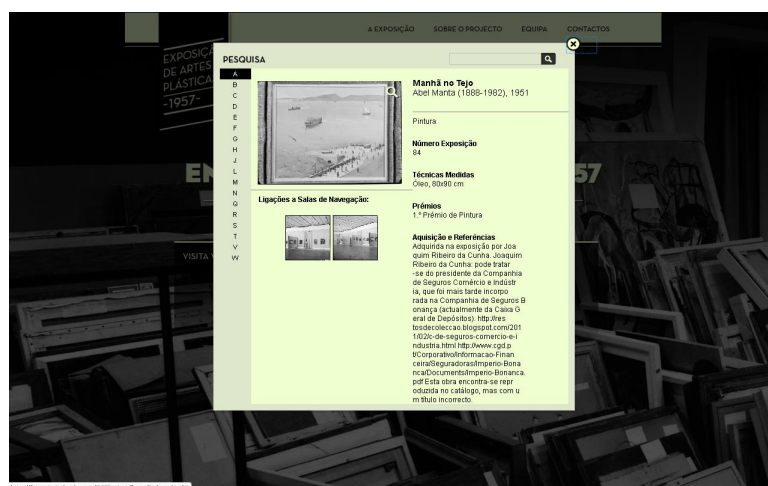 A EXPOSIÇÃO SOBRE O PROJECTO EQUIPA CONTACTOS
EXPOSIÇÃ
DE ARTES
PLÁSTICA
-1957-
EN
57
VISITA V
PESQUISA
A
B
C
D
E
F
G
H
J
L
M
N
Q
R
S
T
V
W
Manhã no Tejo
Abel Manta (1888-1982), 1951
Pintura
Número Exposição
84
Técnicas Medidas
Óleo, 80x90 cm
Prémios
1.º Prémio de Pintura
Aquisição e Referências
Adquirida na exposição por Joa
quim Ribeiro da Cunha. Joaquim
Ribeiro da Cunha: pode tratar
-se do presidente da Companhia
de Seguros Comércio e Indústr
ia, que foi mais tarde incorpo
rada na Companhia de Seguros B
onança (actualmente da Caixa G
eral de Depósitos). http://res
tosdecoleccao.blogspot.com/201
1/02/c-de-seguros-comercio-e-i
ndustria.html http://www.cgd.p
t/Corporativo/Informacao-Finan
ceira/Seguradoras/Imperio-Bona
nca/Documents/Imperio-Bonanca.
pdf Esta obra encontra-se repr
oduzida no catálogo, mas com u
m título incorrecto.
Ligações a Salas de Navegação: